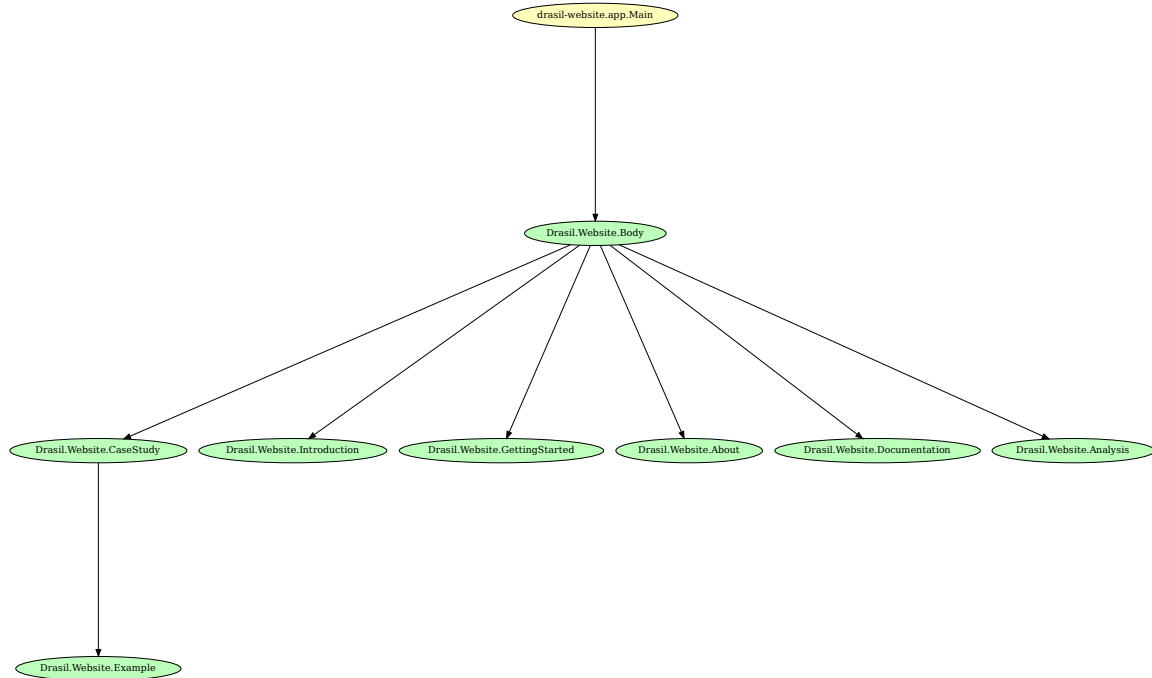 drasil-website.app.Main
Drasil.Website.Body
Drasil.Website.CaseStudy
Drasil.Website.Introduction
Drasil.Website.GettingStarted
Drasil.Website.About
Drasil.Website.Documentation
Drasil.Website.Analysis
Drasil.Website.Example